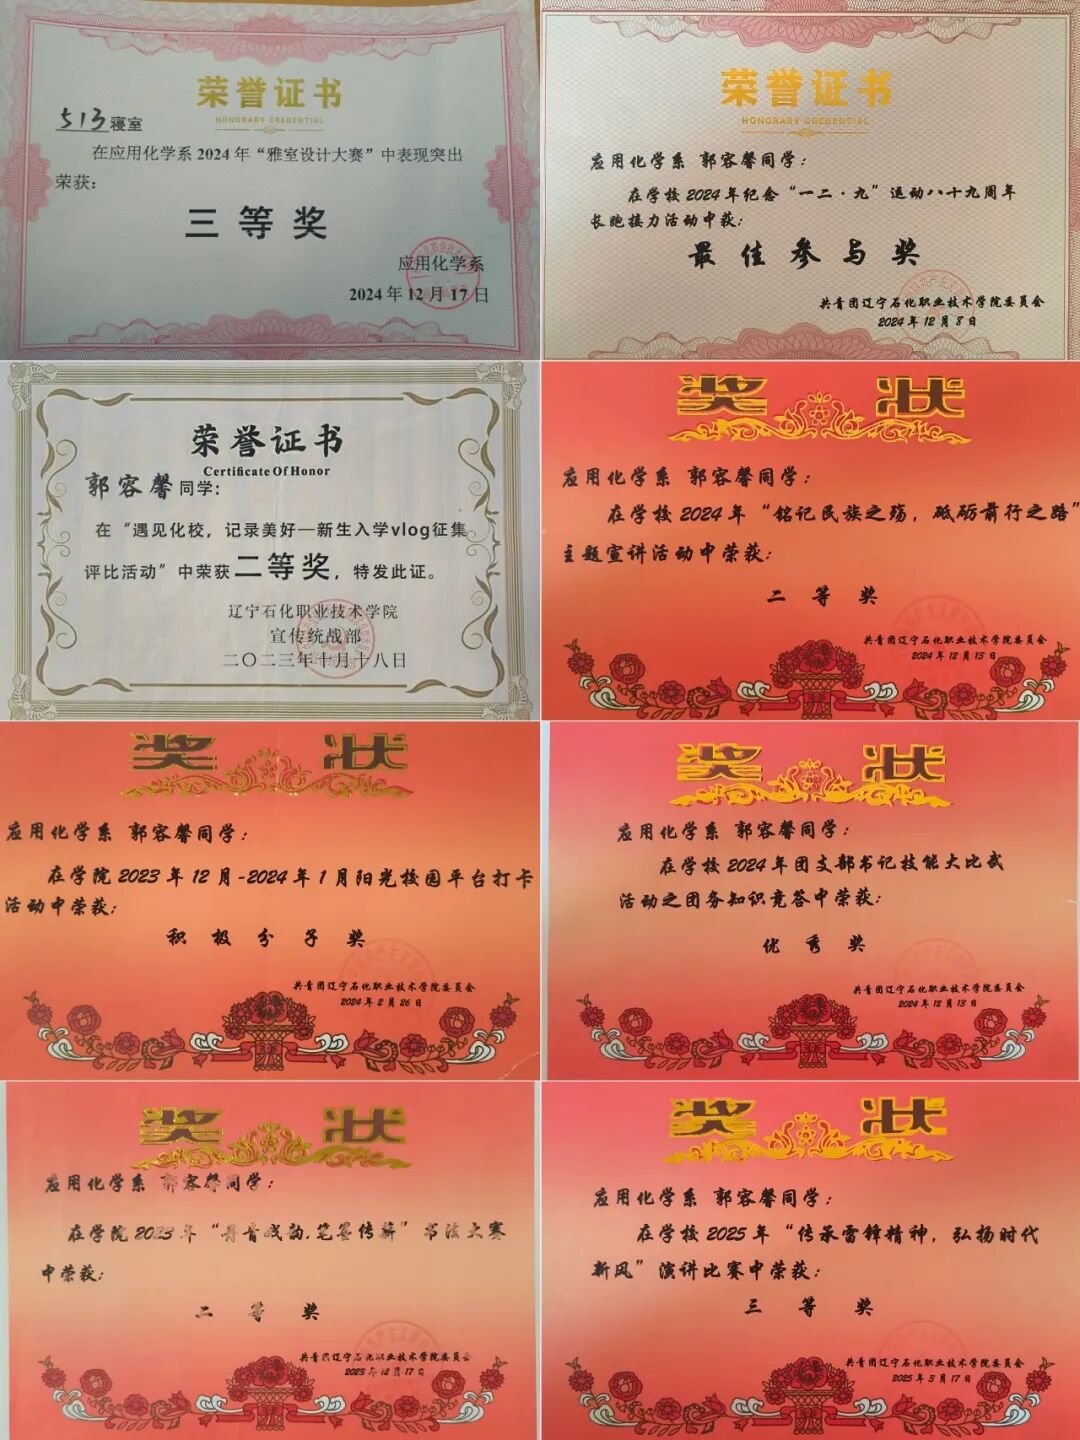 荣誉证书
HONORARY CREDENTIAL
513寝室
在应用化学系2024年“雅室设计大赛”中表现突出
荣获：
三等奖
应用化学系
2024年12月17日
荣誉证书
HONORARY CREDENTIAL
应用化学系 郭容馨同学：
在学校2024年纪念“一二·九”运动八十九周年
长跑接力活动中获：
最佳参与奖
共青团辽宁石化职业技术学院委员会
2024年12月8日
荣誉证书
Certificate Of Honor
郭容馨同学：
在“遇见化校，记录美好—新生入学vlog征集
评比活动”中荣获二等奖，特发此证。
辽宁石化职业技术学院
宣传统战部
二〇二三年十月十八日
奖状
应用化学系 郭容馨同学：
在学校2024年“铭记民族之殇，砥砺前行之路”
主题宣讲活动中荣获：
二等奖
共青团辽宁石化职业技术学院委员会
2024年12月13日
奖状
应用化学系 郭容馨同学：
在学院2023年12月-2024年1月阳光校园平台打卡
活动中荣获：
积极分子奖
共青团辽宁石化职业技术学院委员会
2024年2月26日
奖状
应用化学系 郭容馨同学：
在学校2024年团支部书记技能大比武
活动之团务知识竞答中荣获：
优秀奖
共青团辽宁石化职业技术学院委员会
2024年12月13日
奖状
应用化学系 郭容馨同学：
在学院2023年“丹青成韵，笔墨传薪”书法大赛
中荣获：
二等奖
共青团辽宁石化职业技术学院委员会
2023年12月17日
奖状
应用化学系 郭容馨同学：
在学校2025年“传承雷锋精神，弘扬时代
新风”演讲比赛中荣获：
三等奖
共青团辽宁石化职业技术学院委员会
2025年3月17日